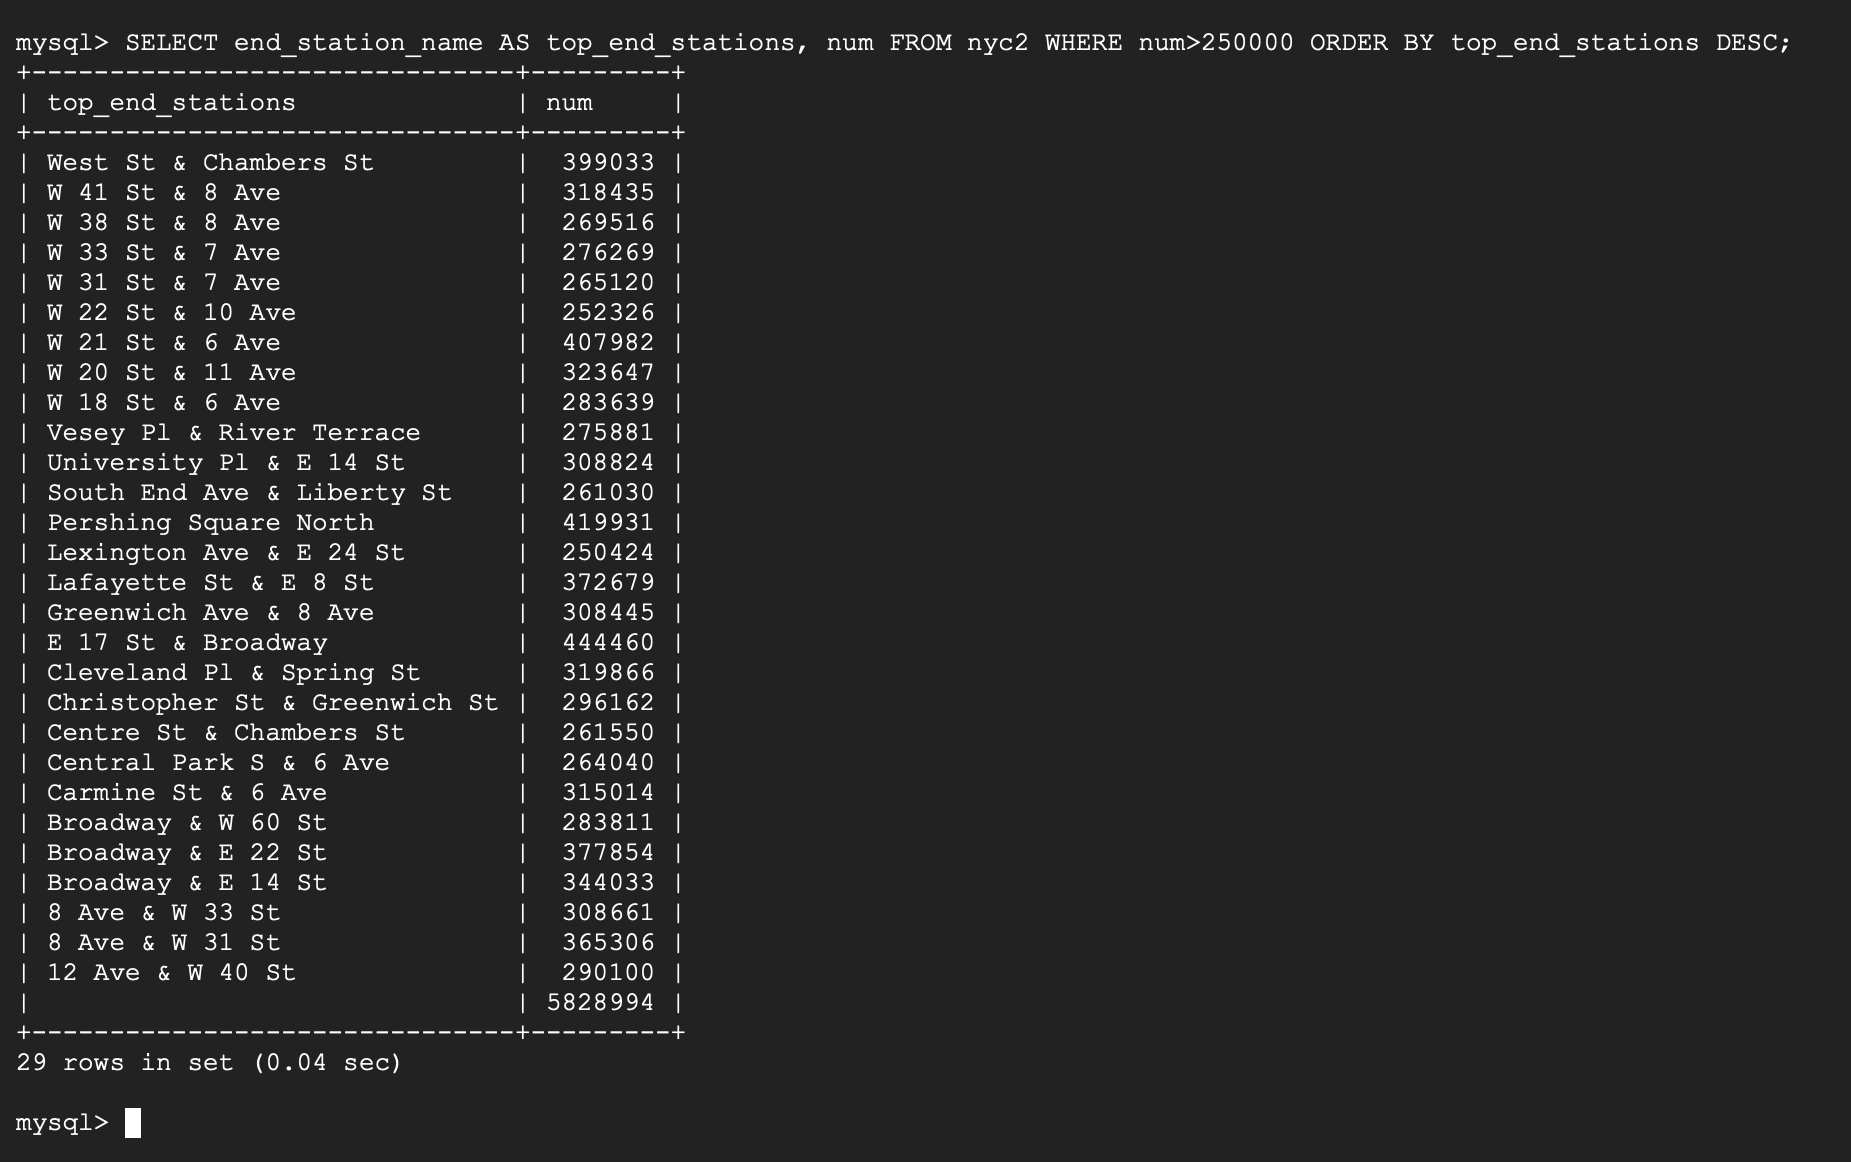 mysql> SELECT end_station_name AS top_end_stations, num FROM nyc2 WHERE num>250000 ORDER BY top_end_stations DESC;
+-------------------------------+---------+
| top_end_stations              | num     |
+-------------------------------+---------+
| West St & Chambers St         |  399033 |
| W 41 St & 8 Ave               |  318435 |
| W 38 St & 8 Ave               |  269516 |
| W 33 St & 7 Ave               |  276269 |
| W 31 St & 7 Ave               |  265120 |
| W 22 St & 10 Ave              |  252326 |
| W 21 St & 6 Ave               |  407982 |
| W 20 St & 11 Ave              |  323647 |
| W 18 St & 6 Ave               |  283639 |
| Vesey Pl & River Terrace      |  275881 |
| University Pl & E 14 St       |  308824 |
| South End Ave & Liberty St    |  261030 |
| Pershing Square North         |  419931 |
| Lexington Ave & E 24 St       |  250424 |
| Lafayette St & E 8 St         |  372679 |
| Greenwich Ave & 8 Ave         |  308445 |
| E 17 St & Broadway            |  444460 |
| Cleveland Pl & Spring St      |  319866 |
| Christopher St & Greenwich St |  296162 |
| Centre St & Chambers St       |  261550 |
| Central Park S & 6 Ave        |  264040 |
| Carmine St & 6 Ave            |  315014 |
| Broadway & W 60 St            |  283811 |
| Broadway & E 22 St            |  377854 |
| Broadway & E 14 St            |  344033 |
| 8 Ave & W 33 St               |  308661 |
| 8 Ave & W 31 St               |  365306 |
| 12 Ave & W 40 St              |  290100 |
|                               | 5828994 |
+-------------------------------+---------+
29 rows in set (0.04 sec)
mysql>